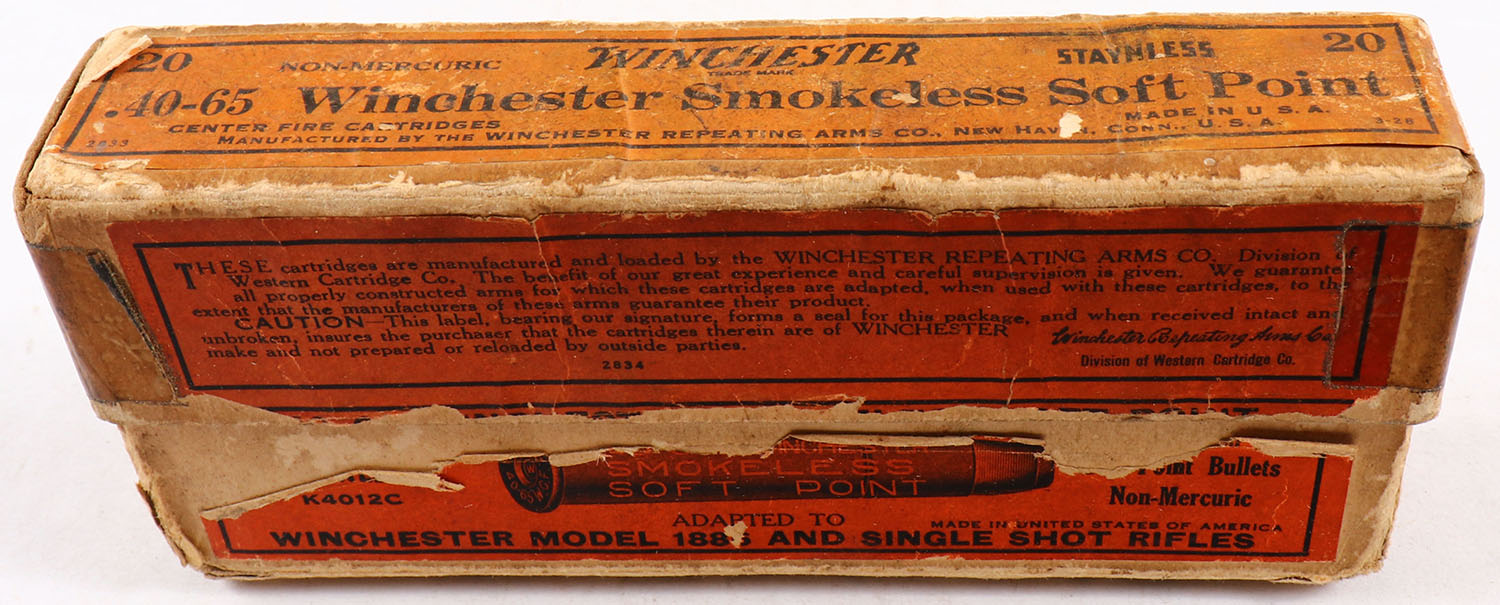 20 NON-MERCURIC WINCHESTER STAYNLESS 20
TRADE MARK
.40-65 Winchester Smokeless Soft Point
CENTER FIRE CARTRIDGES MADE IN U.S.A.
2833 MANUFACTURED BY THE WINCHESTER REPEATING ARMS CO., NEW HAVEN, CONN., U.S.A. 3-28
THESE cartridges are manufactured and loaded by the WINCHESTER REPEATING ARMS CO. Division of
Western Cartridge Co. The benefit of our great experience and careful supervision is given. We guarantee
all properly constructed arms for which these cartridges are adapted, when used with these cartridges, to the
extent that the manufacturers of these arms guarantee their product.
CAUTION—This label, bearing our signature, forms a seal for this package, and when received intact and
unbroken, insures the purchaser that the cartridges therein are of WINCHESTER
make and not prepared or reloaded by outside parties.
Winchester Repeating Arms Co.
Division of Western Cartridge Co.
2834
SMOKELESS
SOFT POINT
40-65 W.C.F.
K4012C
Point Bullets
Non-Mercuric
ADAPTED TO MADE IN UNITED STATES OF AMERICA
WINCHESTER MODEL 1886 AND SINGLE SHOT RIFLES